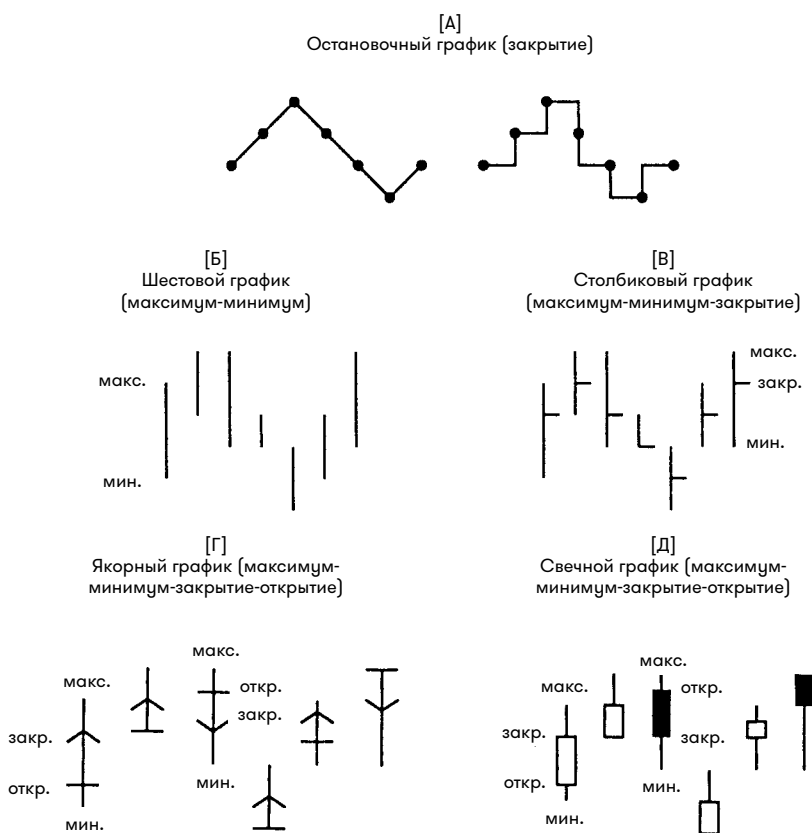 [А]
Остановочный график (закрытие)
[Б]
Шестовой график
(максимум-минимум)
макс.
мин.
[В]
Столбиковый график
(максимум-минимум-закрытие)
макс.
закр.
мин.
[Г]
Якорный график (максимум-
минимум-закрытие-открытие)
макс.
закр.
откр.
мин.
макс.
откр.
закр.
мин.
[Д]
Свечной график (максимум-
минимум-закрытие-открытие)
макс.
закр.
откр.
мин.
макс.
откр.
закр.
мин.